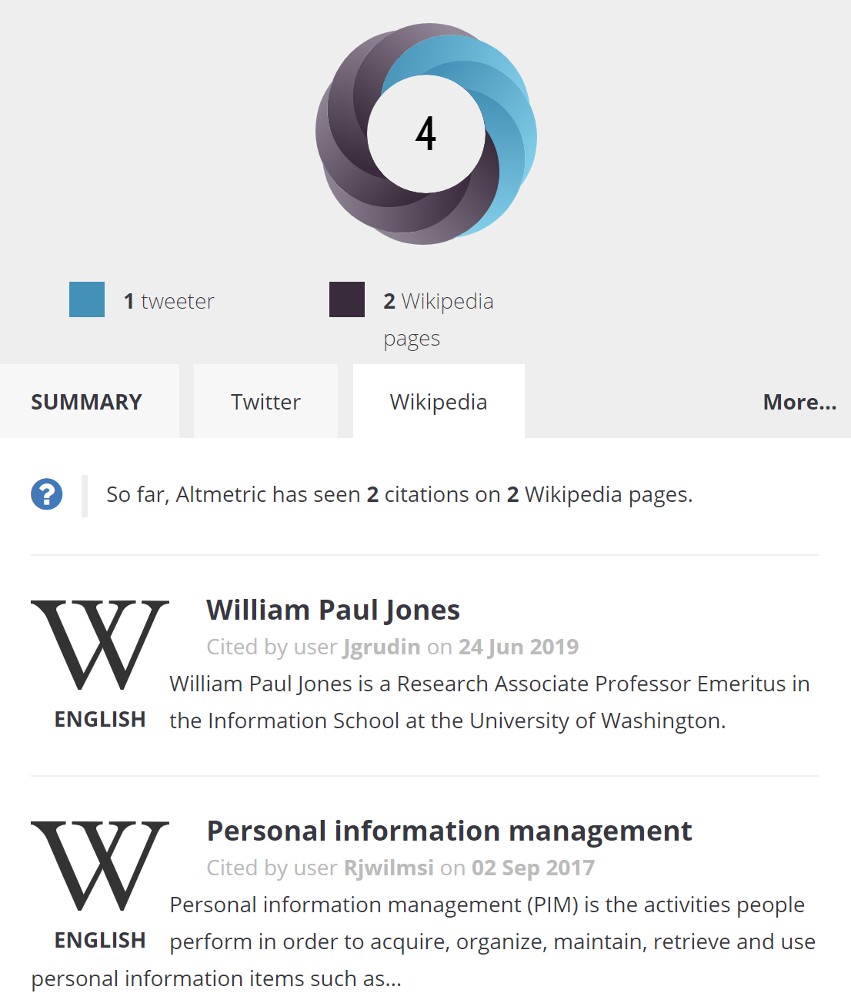 4
1 tweeter
2 Wikipedia
pages
SUMMARY
Twitter
Wikipedia
More...
So far, Altmetric has seen 2 citations on 2 Wikipedia pages.
William Paul Jones
Cited by user Jgrudin on 24 Jun 2019
William Paul Jones is a Research Associate Professor Emeritus in
ENGLISH
the Information School at the University of Washington.
Personal information management
Cited by user Rjwilmsi on 02 Sep 2017
Personal information management (PIM) is the activities people
ENGLISH
perform in order to acquire, organize, maintain, retrieve and use
personal information items such as...